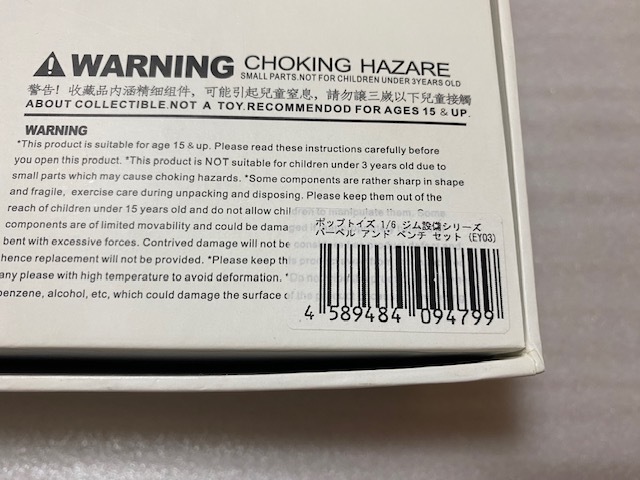 WARNING CHOKING HAZARE
SMALL PARTS.NOT FOR CHILDREN UNDER 3YEARS OLD
警告! 收藏品内涵精细组件, 可能引起兒童窒息, 請勿讓三嵗以下兒童接觸
ABOUT COLLECTIBLE.NOT A TOY.RECOMMENDOD FOR AGES 15 & UP.
WARNING
*This product is suitable for age 15 & up. Please read these instructions carefully before
you open this product. *This product is NOT suitable for children under 3 years old due to
small parts which may cause choking hazards. *Some components are rather sharp in shape
and fragile, exercise care during unpacking and disposing. Please keep them out of the
reach of children under 15 years old and do not allow children to manipulate them. Some
components are of limited movability and could be damaged
bent with excessive forces. Contrived damage will not be
hence replacement will not be provided. *Please keep this
any please with high temperature to avoid deformation. *Do
benzene, alcohol, etc, which could damage the surface of
ポップトイズ 1/6 ジム設備シリーズ
バーベル アンド ベンチ セット (EY03)
4 589484 094799